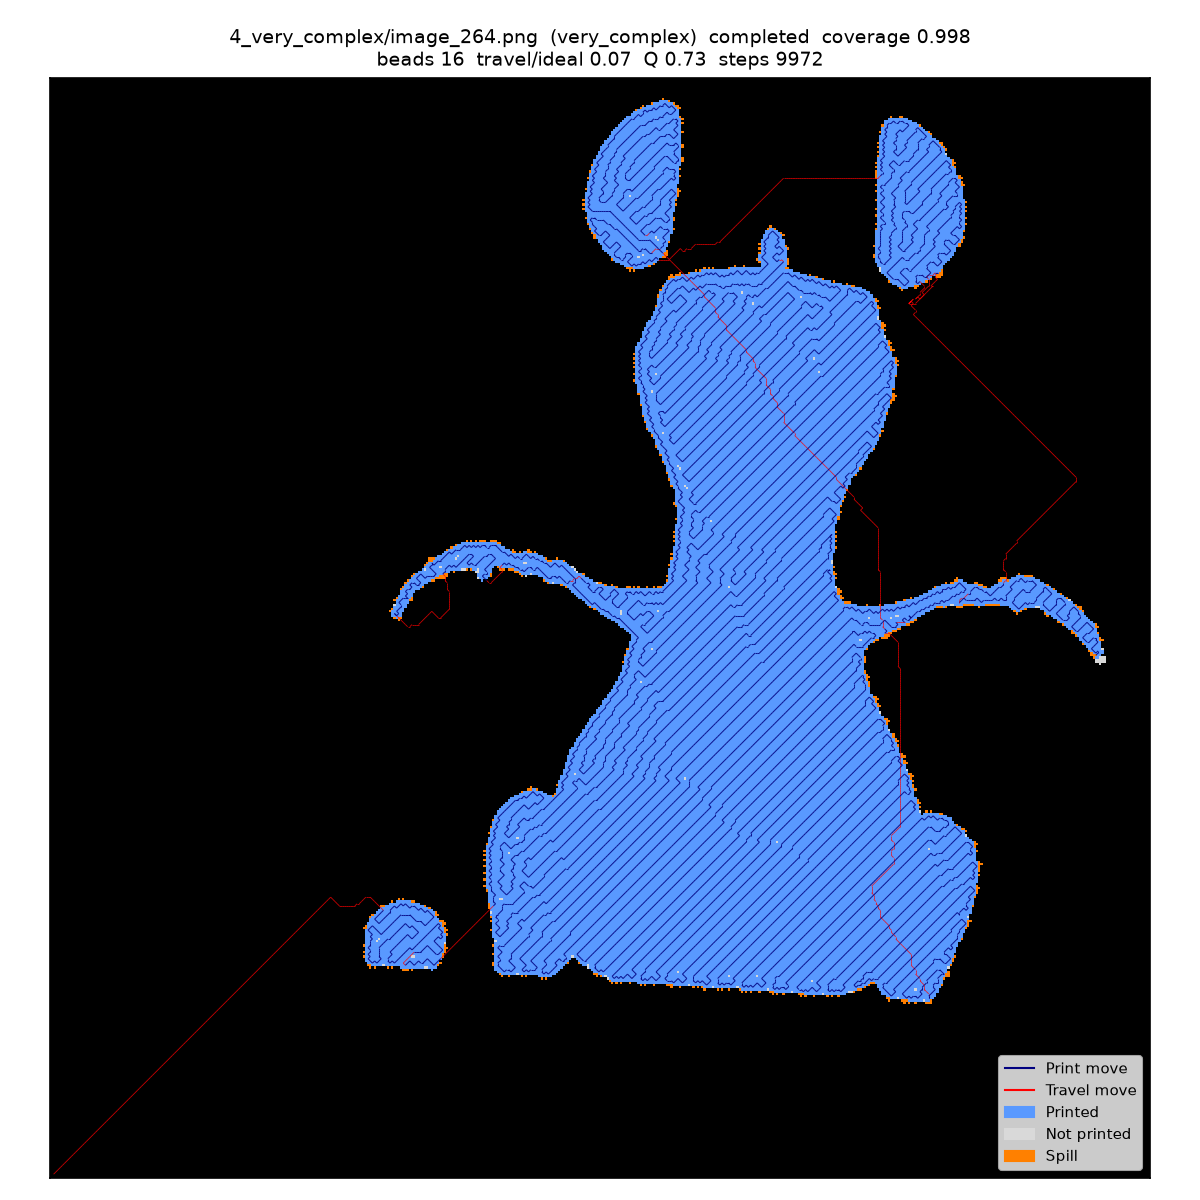 4_very_complex/image_264.png  (very_complex)  completed  coverage 0.998
beads 16  travel/ideal 0.07  Q 0.73  steps 9972
Print move
Travel move
Printed
Not printed
Spill